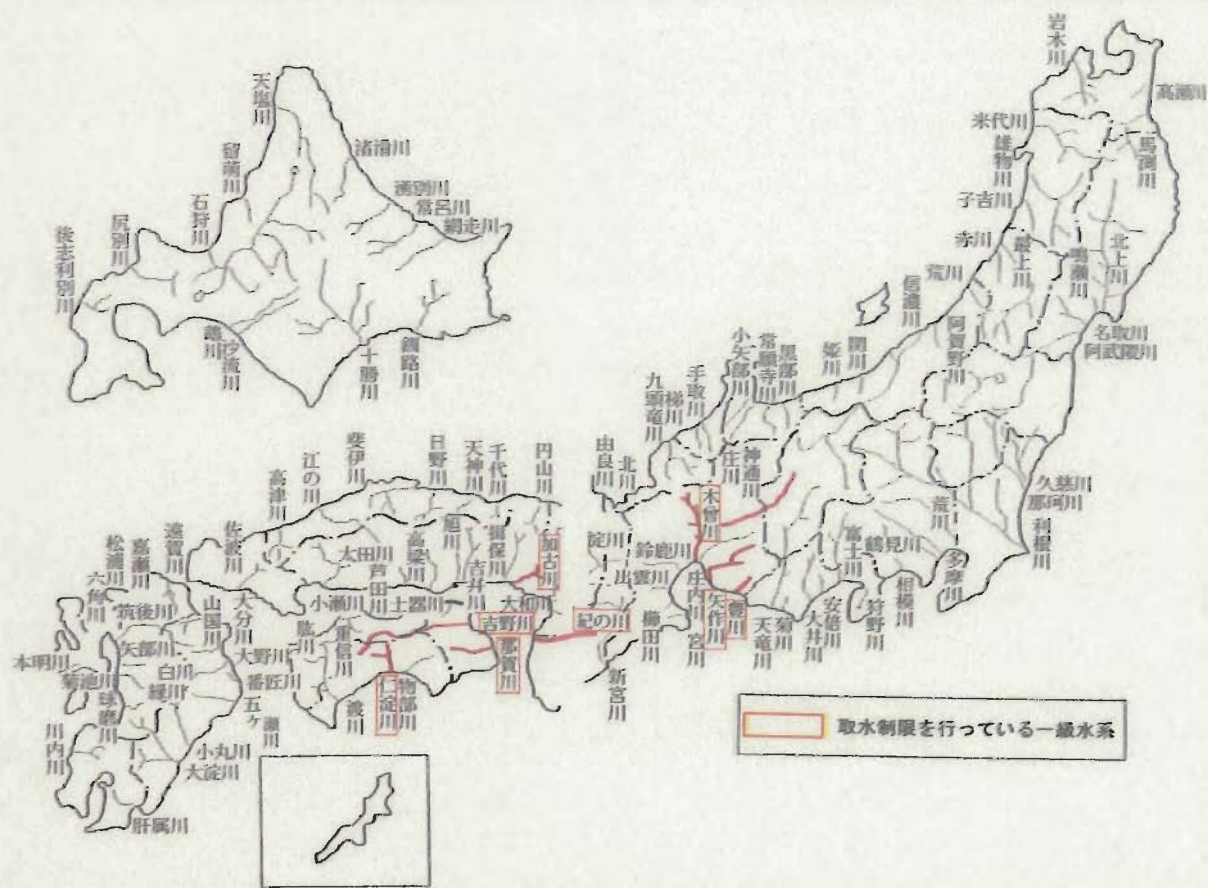 天塩川
渚滑川
留萌川
湧別川
常呂川
網走川
石狩川
尻別川
後志利別川
鵡川
沙流川
十勝川
釧路川
岩木川
高瀬川
米代川
馬淵川
雄物川
子吉川
赤川
最上川
鳴瀬川
北上川
荒川
信濃川
阿賀野川
名取川
阿武隈川
関川
姫川
黒部川
常願寺川
小矢部川
手取川
梯川
九頭竜川
北川
由良川
庄川
神通川
木曽川
久慈川
那珂川
利根川
荒川
多摩川
鶴見川
富士川
相模川
狩野川
安倍川
大井川
菊川
天竜川
豊川
矢作川
庄内川
宮川
櫛田川
鈴鹿川
雲出川
淀川
紀の川
新宮川
円山川
千代川
天神川
日野川
斐伊川
江の川
高津川
加古川
揖保川
吉井川
旭川
高梁川
芦田川
太田川
小瀬川
佐波川
大和川
土器川
吉野川
那賀川
重信川
肱川
仁淀川
物部川
渡川
遠賀川
嘉瀬川
松浦川
六角川
筑後川
山国川
大分川
大野川
番匠川
五ヶ瀬川
矢部川
白川
緑川
菊池川
球磨川
本明川
川内川
小丸川
大淀川
肝属川
取水制限を行っている一級水系